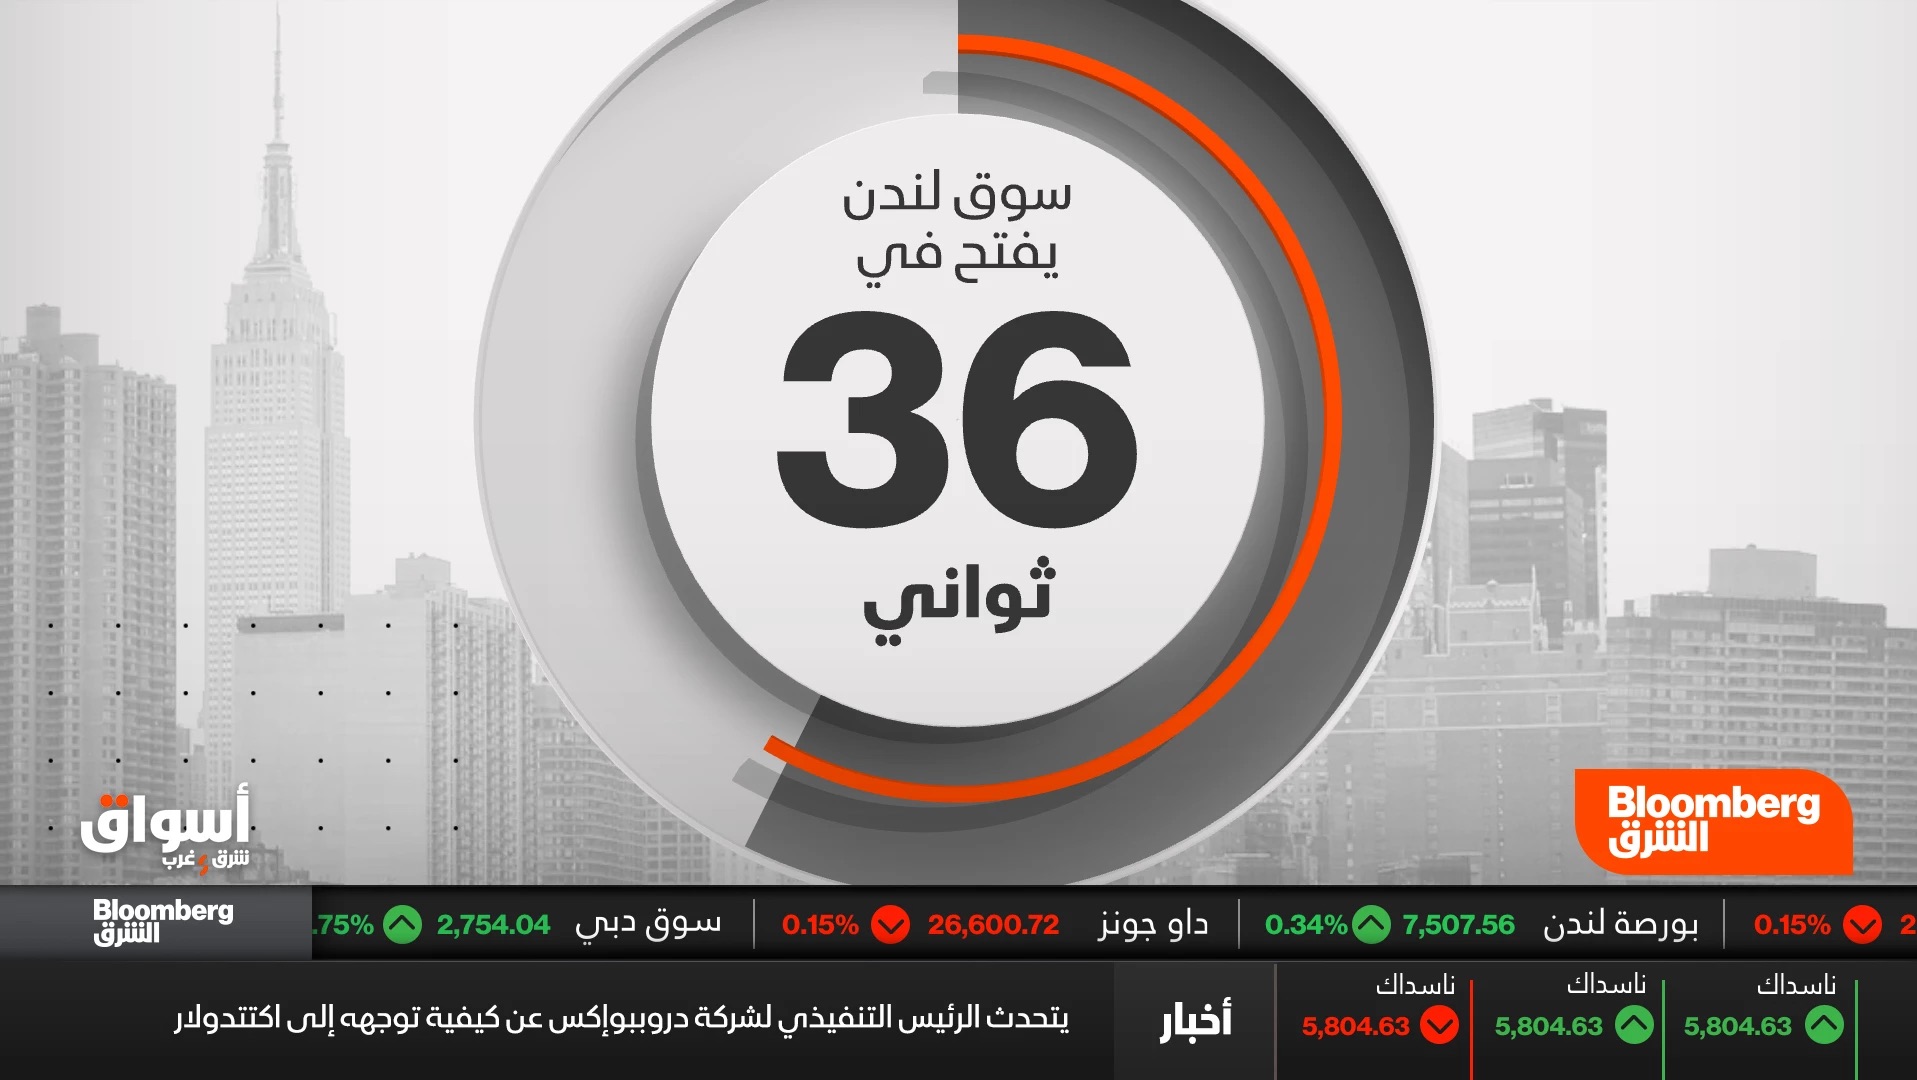 سوق لندن
يفتح في
36
ثواني
أسواق
شرق و غرب
Bloomberg
الشرق
Bloomberg
الشرق
0.15%
بورصة لندن 7,507.56 0.34%
داو جونز 26,600.72 0.15%
سوق دبي 2,754.04 .75%
ناسداك
5,804.63
ناسداك
5,804.63
ناسداك
5,804.63
أخبار
يتحدث الرئيس التنفيذي لشركة دروببوإكس عن كيفية توجهه إلى اكتتدولار